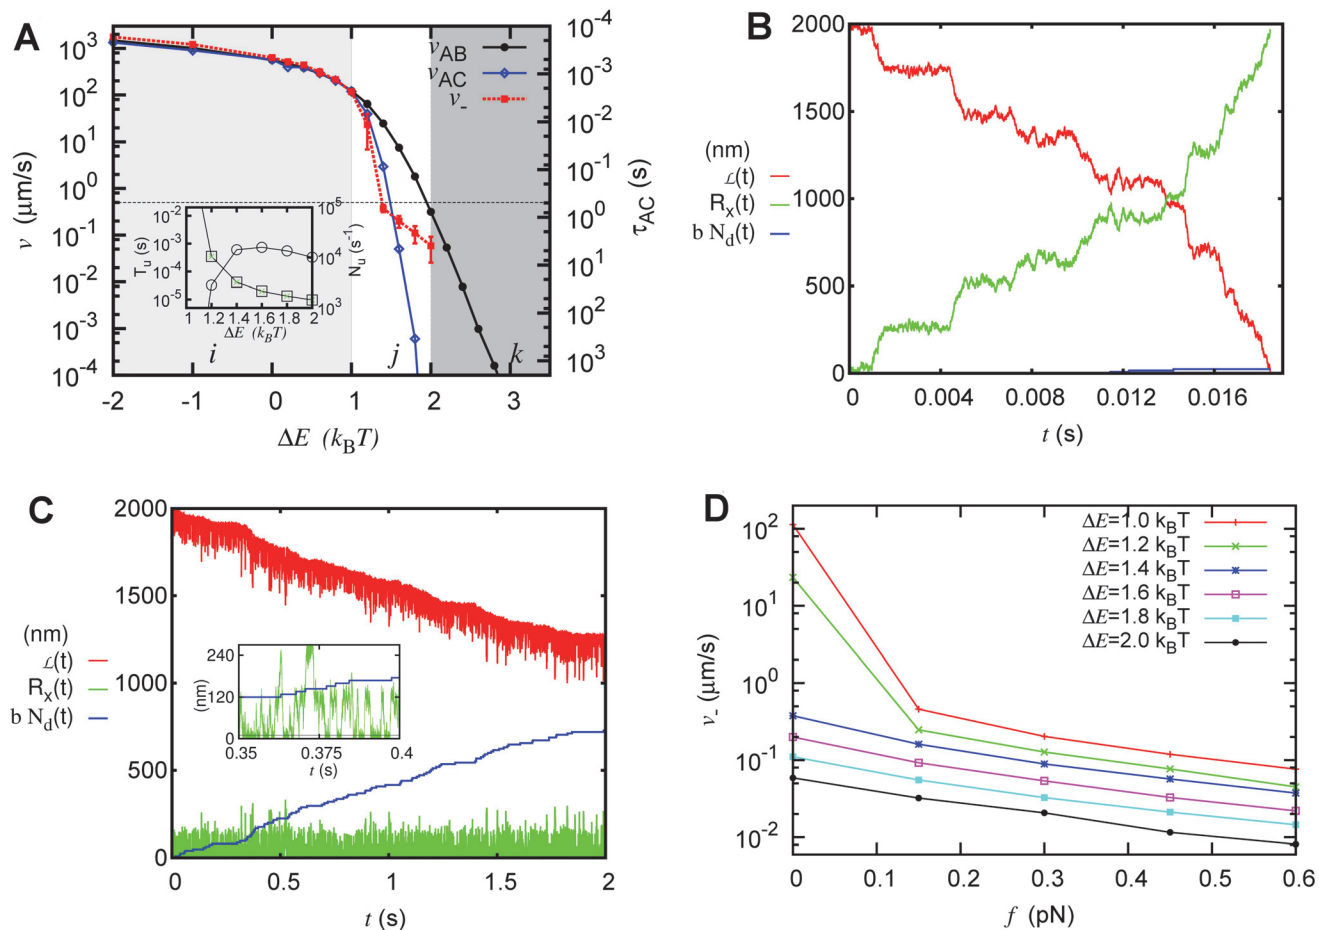 A
10^3
10^2
10^1
10^0
10^-1
10^-2
10^-3
10^-4
v (μm/s)
-2
-1
0
1
2
3
ΔE (k_BT)
10^-4
10^-3
10^-2
10^-1
10^0
10^1
10^2
10^3
τ_AC (s)
v_AB
v_AC
v_-
i
j
k
10^-2
10^-3
10^-4
10^-5
T_u (s)
10^5
10^4
10^3
N_u (s^-1)
1 1.2 1.4 1.6 1.8 2
ΔE (k_BT)
B
2000
1500
1000
500
0
(nm)
ℒ(t)
R_x(t)
b N_d(t)
0 0.004 0.008 0.012 0.016
t (s)
C
2000
1500
1000
500
0
(nm)
ℒ(t)
R_x(t)
b N_d(t)
240
120
0
(nm)
0.35 0.375 0.4
t (s)
0 0.5 1 1.5 2
t (s)
D
10^2
10^1
10^0
10^-1
10^-2
v_- (μm/s)
ΔE=1.0 k_BT
ΔE=1.2 k_BT
ΔE=1.4 k_BT
ΔE=1.6 k_BT
ΔE=1.8 k_BT
ΔE=2.0 k_BT
0 0.1 0.2 0.3 0.4 0.5 0.6
f (pN)